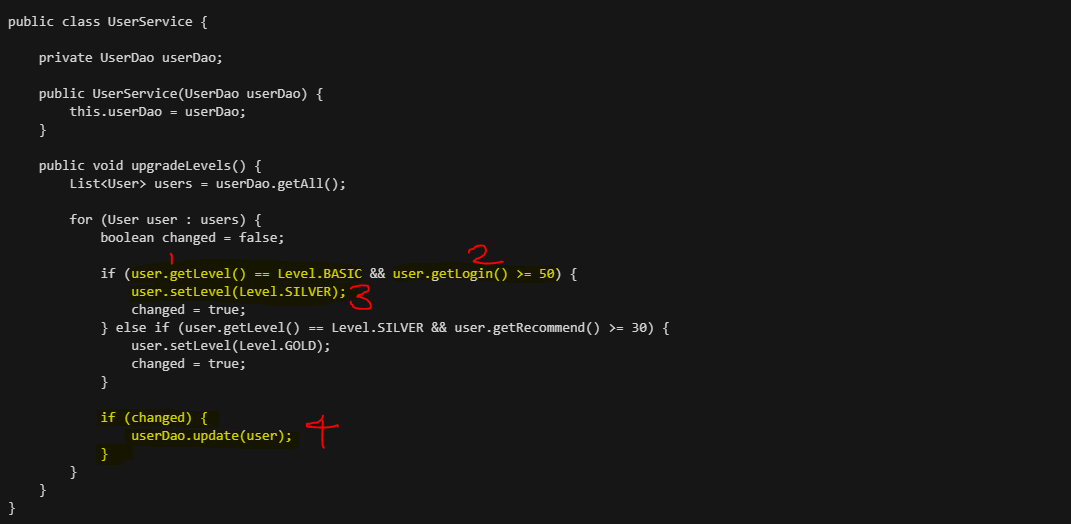 public class UserService {
private UserDao userDao;
public UserService(UserDao userDao) {
this.userDao = userDao;
}
public void upgradeLevels() {
List<User> users = userDao.getAll();
for (User user : users) {
boolean changed = false;
1 2
if (user.getLevel() == Level.BASIC && user.getLogin() >= 50) {
user.setLevel(Level.SILVER); 3
changed = true;
} else if (user.getLevel() == Level.SILVER && user.getRecommend() >= 30) {
user.setLevel(Level.GOLD);
changed = true;
}
if (changed) {
userDao.update(user); 4
}
}
}
}